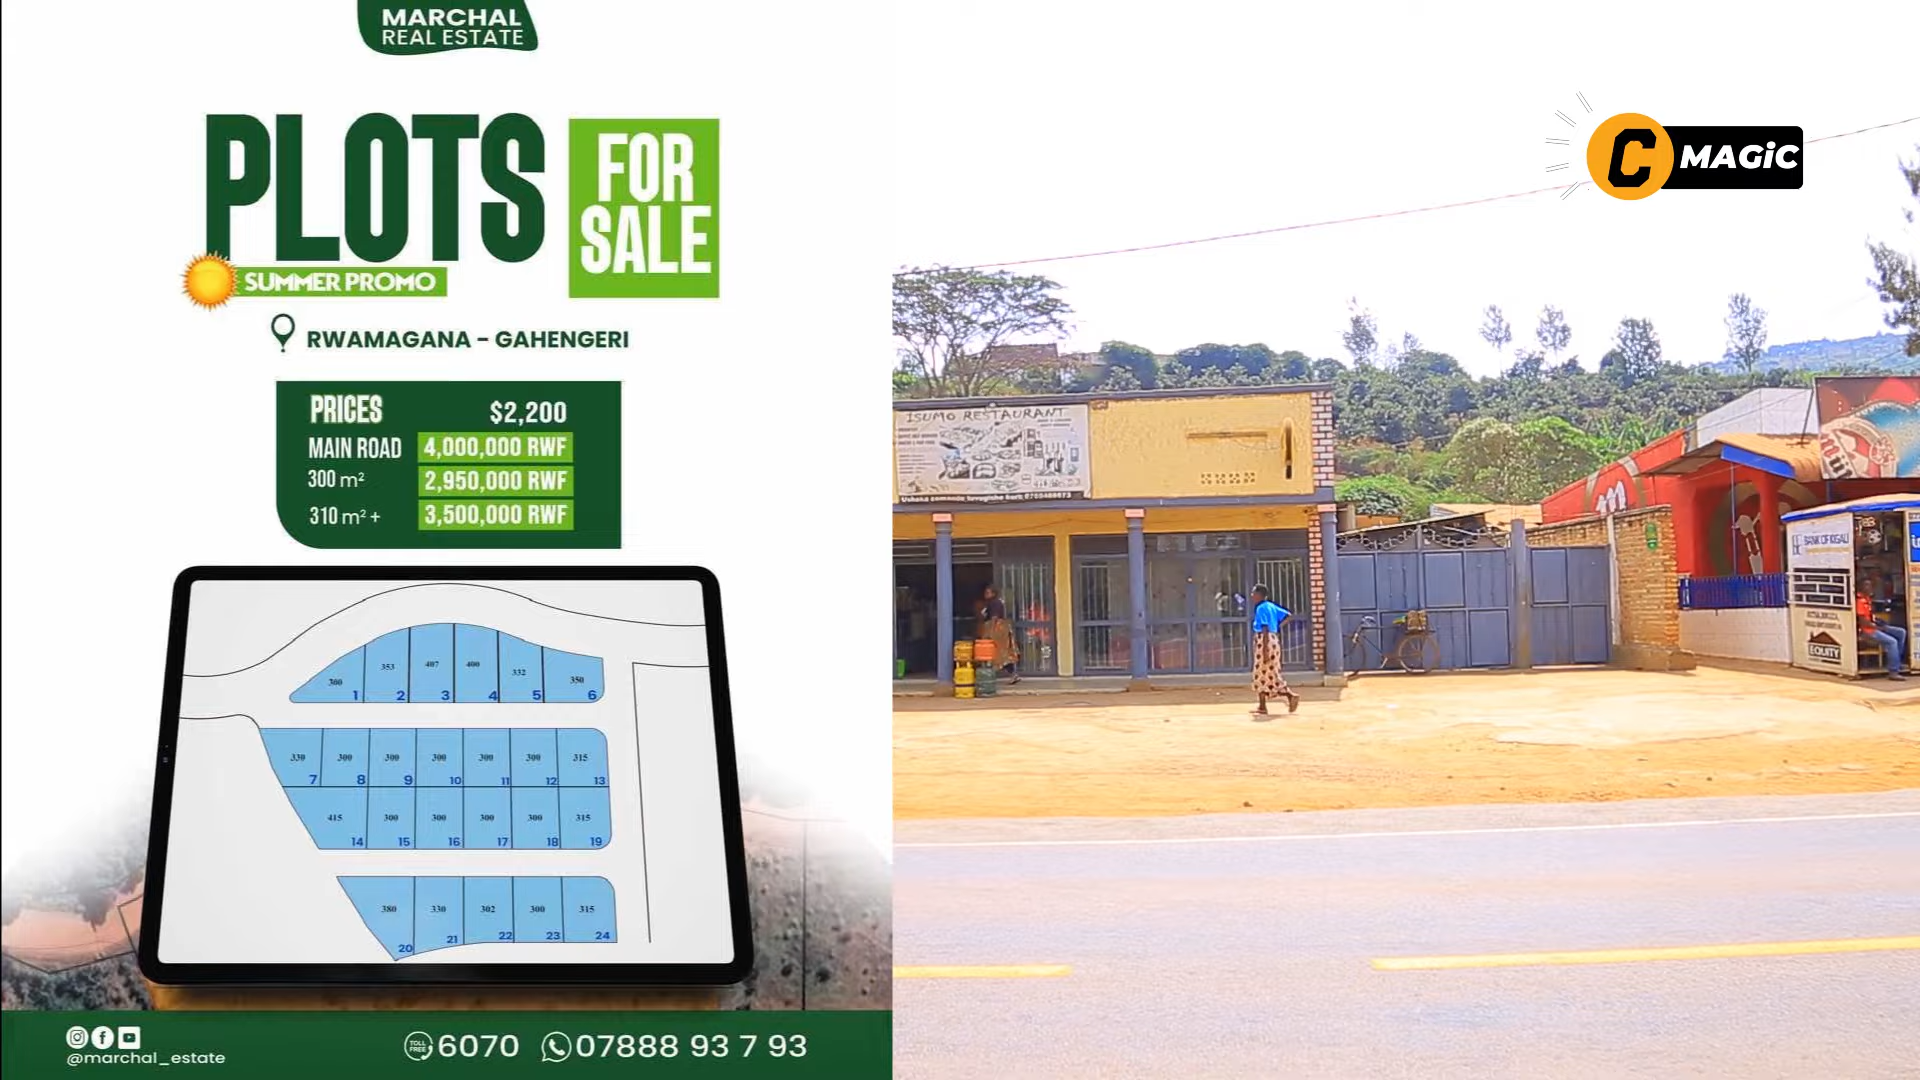 MARCHAL
REAL ESTATE
PLOTS
FOR
SALE
SUMMER PROMO
RWAMAGANA - GAHENGERI
PRICES $2,200
MAIN ROAD 4,000,000 RWF
300 m² 2,950,000 RWF
310 m² + 3,500,000 RWF
300 353 407 400 332 350
1 2 3 4 5 6
330 300 300 300 300 300 315
7 8 9 10 11 12 13
415 300 300 300 300 315
14 15 16 17 18 19
380 330 302 300 315
20 21 22 23 24
@marchal_estate
TOLL
FREE
6070
07888 93 7 93
C MAGiC
ISUMO RESTAURANT
BANK OF KIGALI
EQUITY